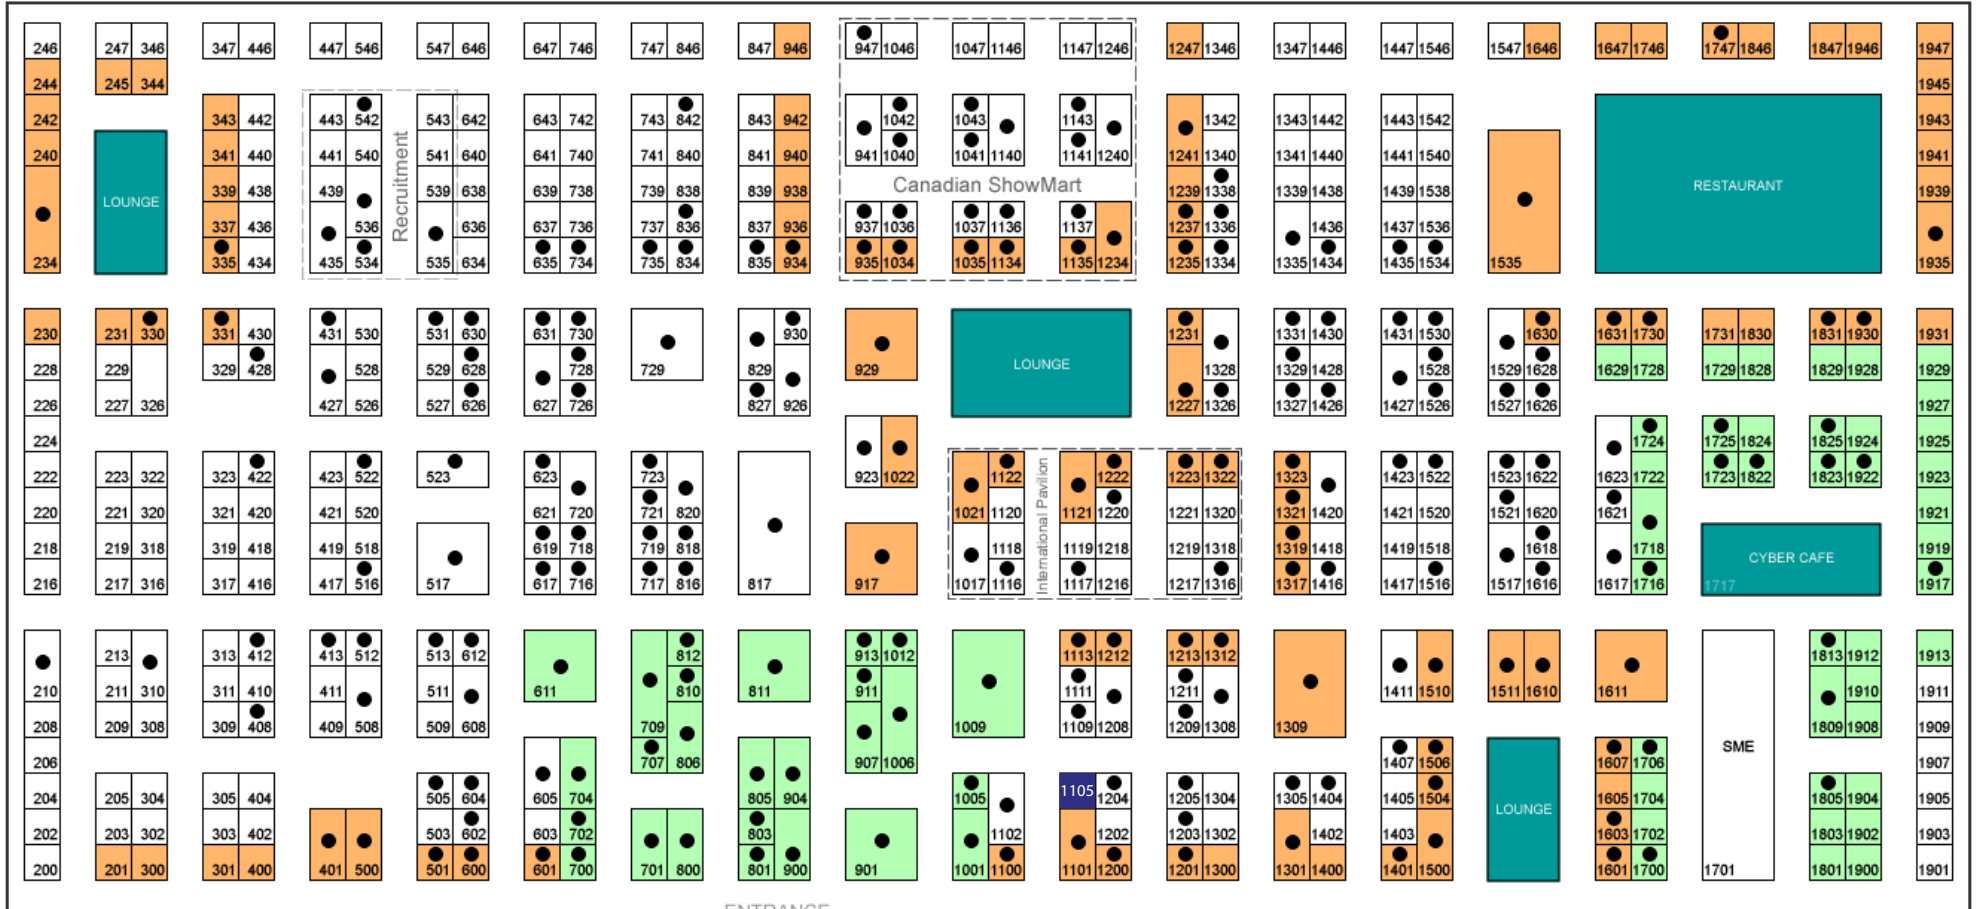 246 247 346 347 446 447 546 547 646 647 746 747 846 847 946 947 1046 1047 1146 1147 1246 1247 1346 1347 1446 1447 1546 1547 1646 1647 1746 1747 1846 1847 1946 1947
244 245 344 1945
242 343 442 443 542 543 642 643 742 743 842 843 942 1042 1043 1143 1342 1343 1442 1443 1542 1943
240 341 440 441 540 541 640 641 740 741 840 841 940 941 1040 1041 1140 1141 1240 1241 1340 1341 1440 1441 1540 1941
LOUNGE 339 438 439 Recruitment 539 638 639 738 739 838 839 938 Canadian ShowMart 1239 1338 1339 1438 1439 1538 RESTAURANT 1939
337 436 536 636 637 736 737 836 837 936 937 1036 1037 1136 1137 1237 1336 1436 1437 1536
234 335 434 435 534 535 634 635 734 735 834 835 934 935 1034 1035 1134 1135 1234 1235 1334 1335 1434 1435 1534 1535 1935
230 231 330 331 430 431 530 531 630 631 730 930 1231 1331 1430 1431 1530 1630 1631 1730 1731 1830 1831 1930 1931
228 229 329 428 528 529 628 728 729 829 929 LOUNGE 1328 1329 1428 1528 1529 1628 1629 1728 1729 1828 1829 1928 1929
226 227 326 427 526 527 626 627 726 827 926 1227 1326 1327 1426 1427 1526 1527 1626 1927
224 1724 1725 1824 1825 1924 1925
222 223 322 323 422 423 522 523 623 723 923 1022 1122 1222 1223 1322 1323 1423 1522 1523 1622 1623 1722 1723 1822 1823 1922 1923
220 221 320 321 420 421 520 621 720 721 820 1021 1120 International Pavilion 1121 1220 1221 1320 1321 1420 1421 1520 1521 1620 1621 1921
218 219 318 319 418 419 518 619 718 719 818 1118 1119 1218 1219 1318 1319 1418 1419 1518 1618 1718 CYBER CAFE 1919
216 217 316 317 416 417 516 517 617 716 717 816 817 917 1017 1116 1117 1216 1217 1316 1317 1416 1417 1516 1517 1616 1617 1716 1717 1917
213 313 412 413 512 513 612 812 913 1012 1113 1212 1213 1312 1813 1912 1913
210 211 310 311 410 411 511 611 810 811 911 1111 1211 1411 1510 1511 1610 1611 1910 1911
208 209 308 309 408 409 508 509 608 709 1009 1109 1208 1209 1308 1309 1809 1908 1909
206 707 806 907 1006 1407 1506 1607 1706 SME 1907
204 205 304 305 404 505 604 605 704 805 904 1005 1105 1204 1205 1304 1305 1404 1405 1504 LOUNGE 1605 1704 1805 1904 1905
202 203 302 303 402 503 602 603 702 803 1102 1202 1203 1302 1402 1403 1603 1702 1803 1902 1903
200 201 300 301 400 401 500 501 600 601 700 701 800 801 900 901 1001 1100 1101 1200 1201 1300 1301 1400 1401 1500 1601 1700 1701 1801 1900 1901
ENTRANCE